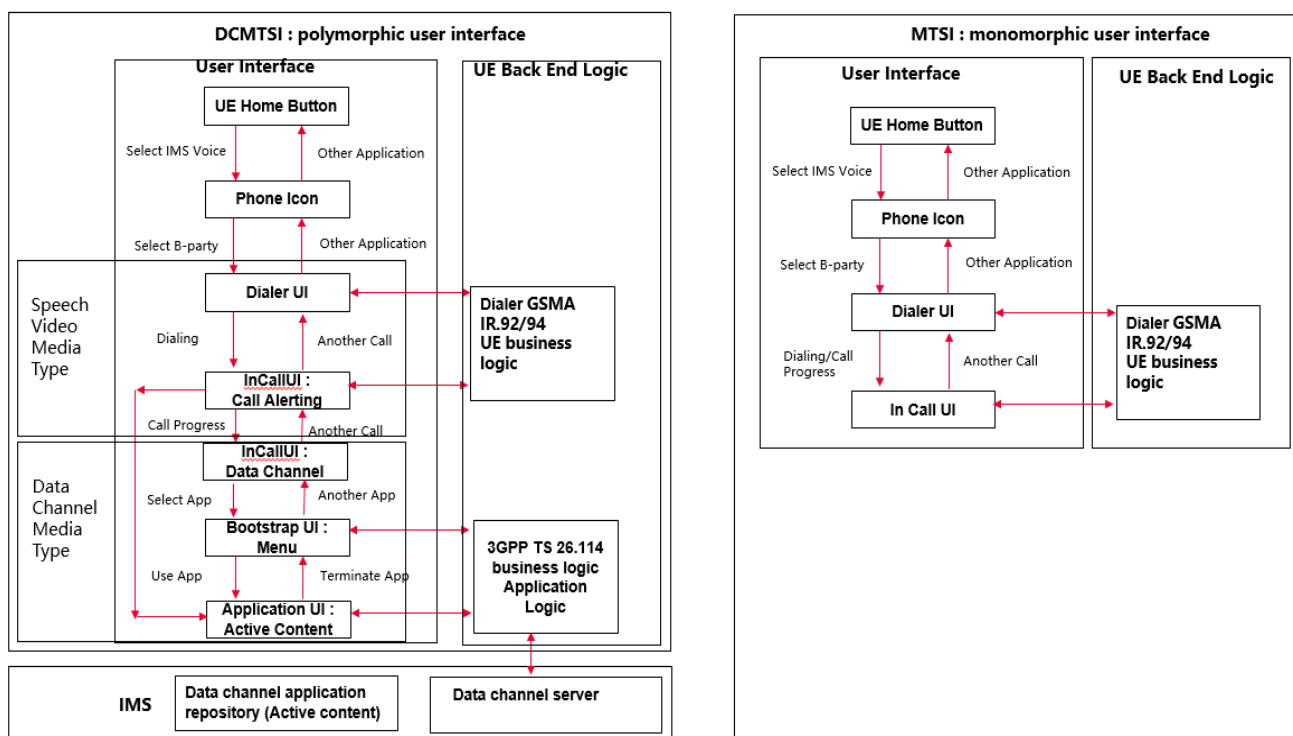 DCMTSI : polymorphic user interface
User Interface
UE Back End Logic
UE Home Button
Select IMS Voice
Other Application
Phone Icon
Select B-party
Other Application
Speech
Video
Media
Type
Dialer UI
Dialing
Another Call
Dialer GSMA
IR.92/94
UE business
logic
InCallUI :
Call Alerting
Call Progress
Another Call
Data
Channel
Media
Type
InCallUI :
Data Channel
Select App
Another App
Bootstrap UI :
Menu
Use App
Terminate App
Application UI :
Active Content
3GPP TS 26.114
business logic
Application
Logic
IMS
Data channel application
repository (Active content)
Data channel server
MTSI : monomorphic user interface
User Interface
UE Back End Logic
UE Home Button
Select IMS Voice
Other Application
Phone Icon
Select B-party
Other Application
Dialer UI
Dialing/Call
Progress
Another Call
In Call UI
Dialer GSMA
IR.92/94
UE business
logic